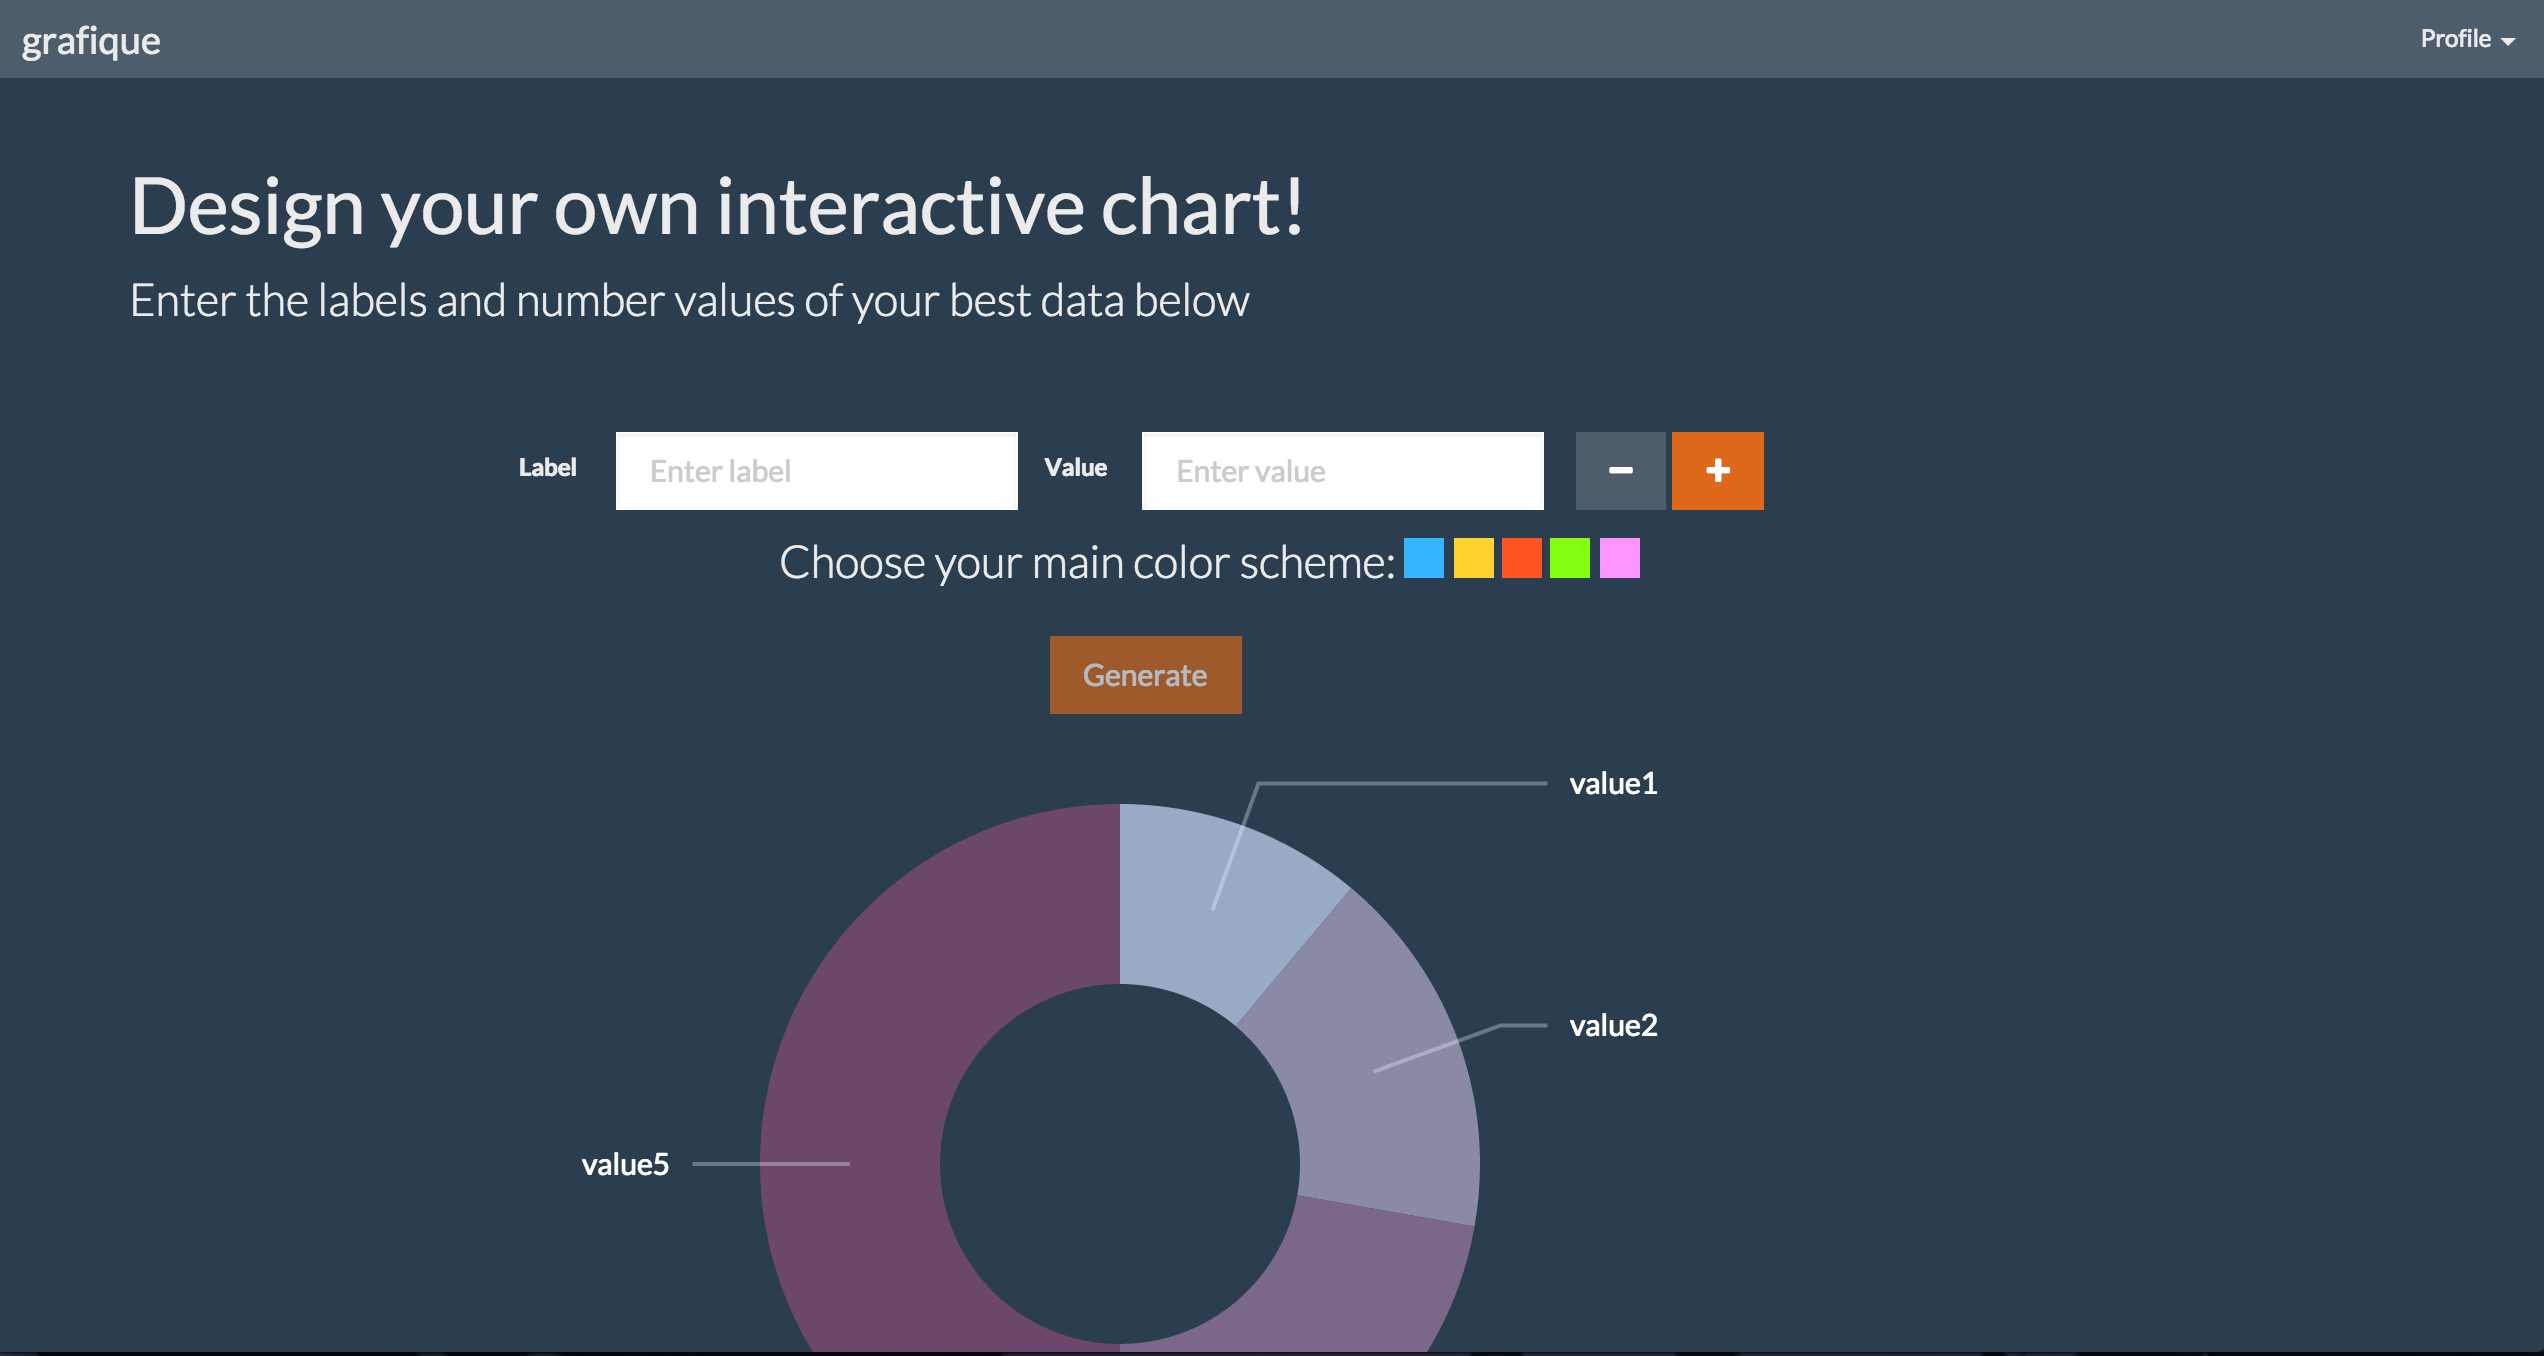 grafique
Profile
Design your own interactive chart!
Enter the labels and number values of your best data below
Label Enter label Value Enter value
Choose your main color scheme:
Generate
value1
value2
value5